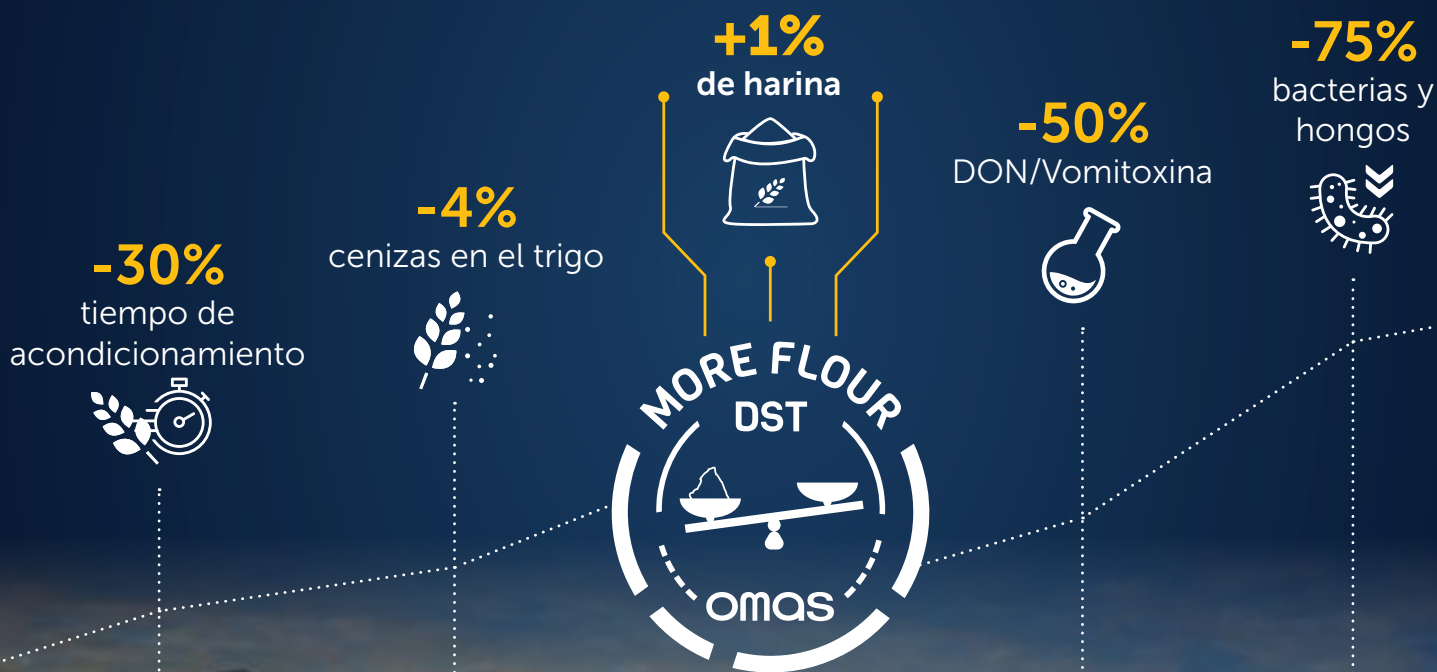 -30%
tiempo de
acondicionamiento
-4%
cenizas en el trigo
+1%
de harina
MORE FLOUR
DST
omas
-50%
DON/Vomitoxina
-75%
bacterias y
hongos